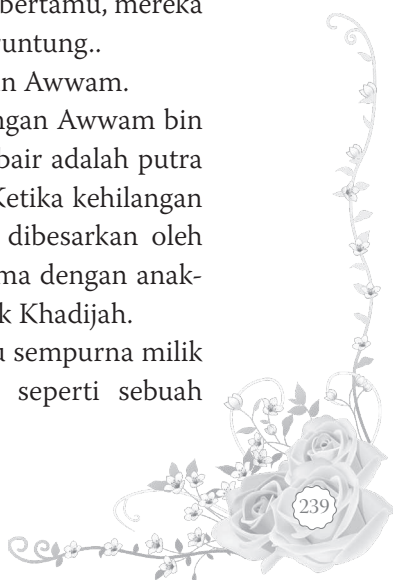 bertamu, mereka
untung..
n Awwam.
ngan Awwam bin
bair adalah putra
Ketika kehilangan
dibesarkan oleh
ma dengan anak-
k Khadijah.
u sempurna milik
seperti sebuah
239